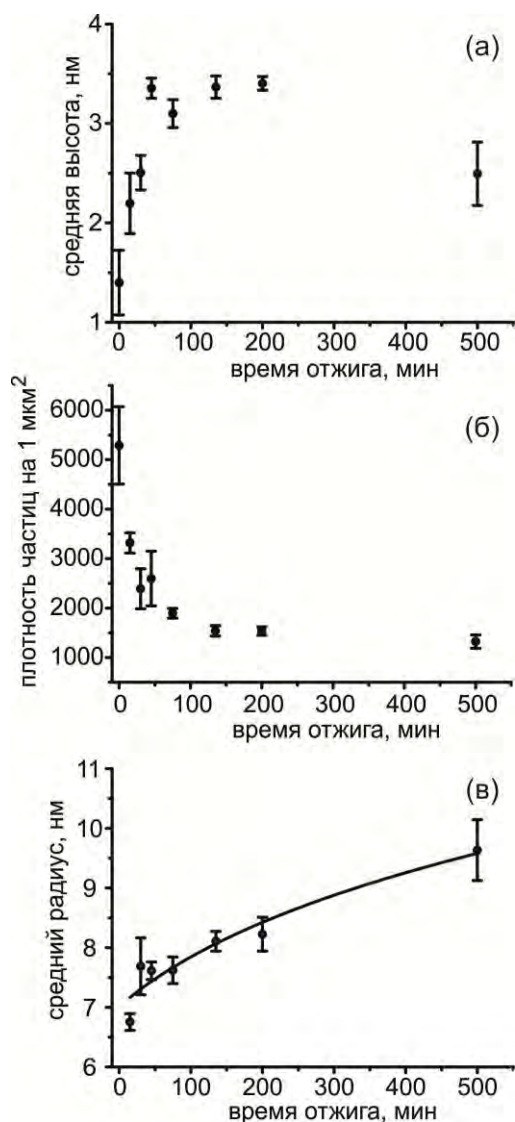 (а)
средняя высота, нм
4
3
2
1
0 100 200 300 400 500
время отжига, мин
(б)
плотность частиц на 1 мкм²
6000
5000
4000
3000
2000
1000
0 100 200 300 400 500
время отжига, мин
(в)
средний радиус, нм
11
10
9
8
7
6
0 100 200 300 400 500
время отжига, мин